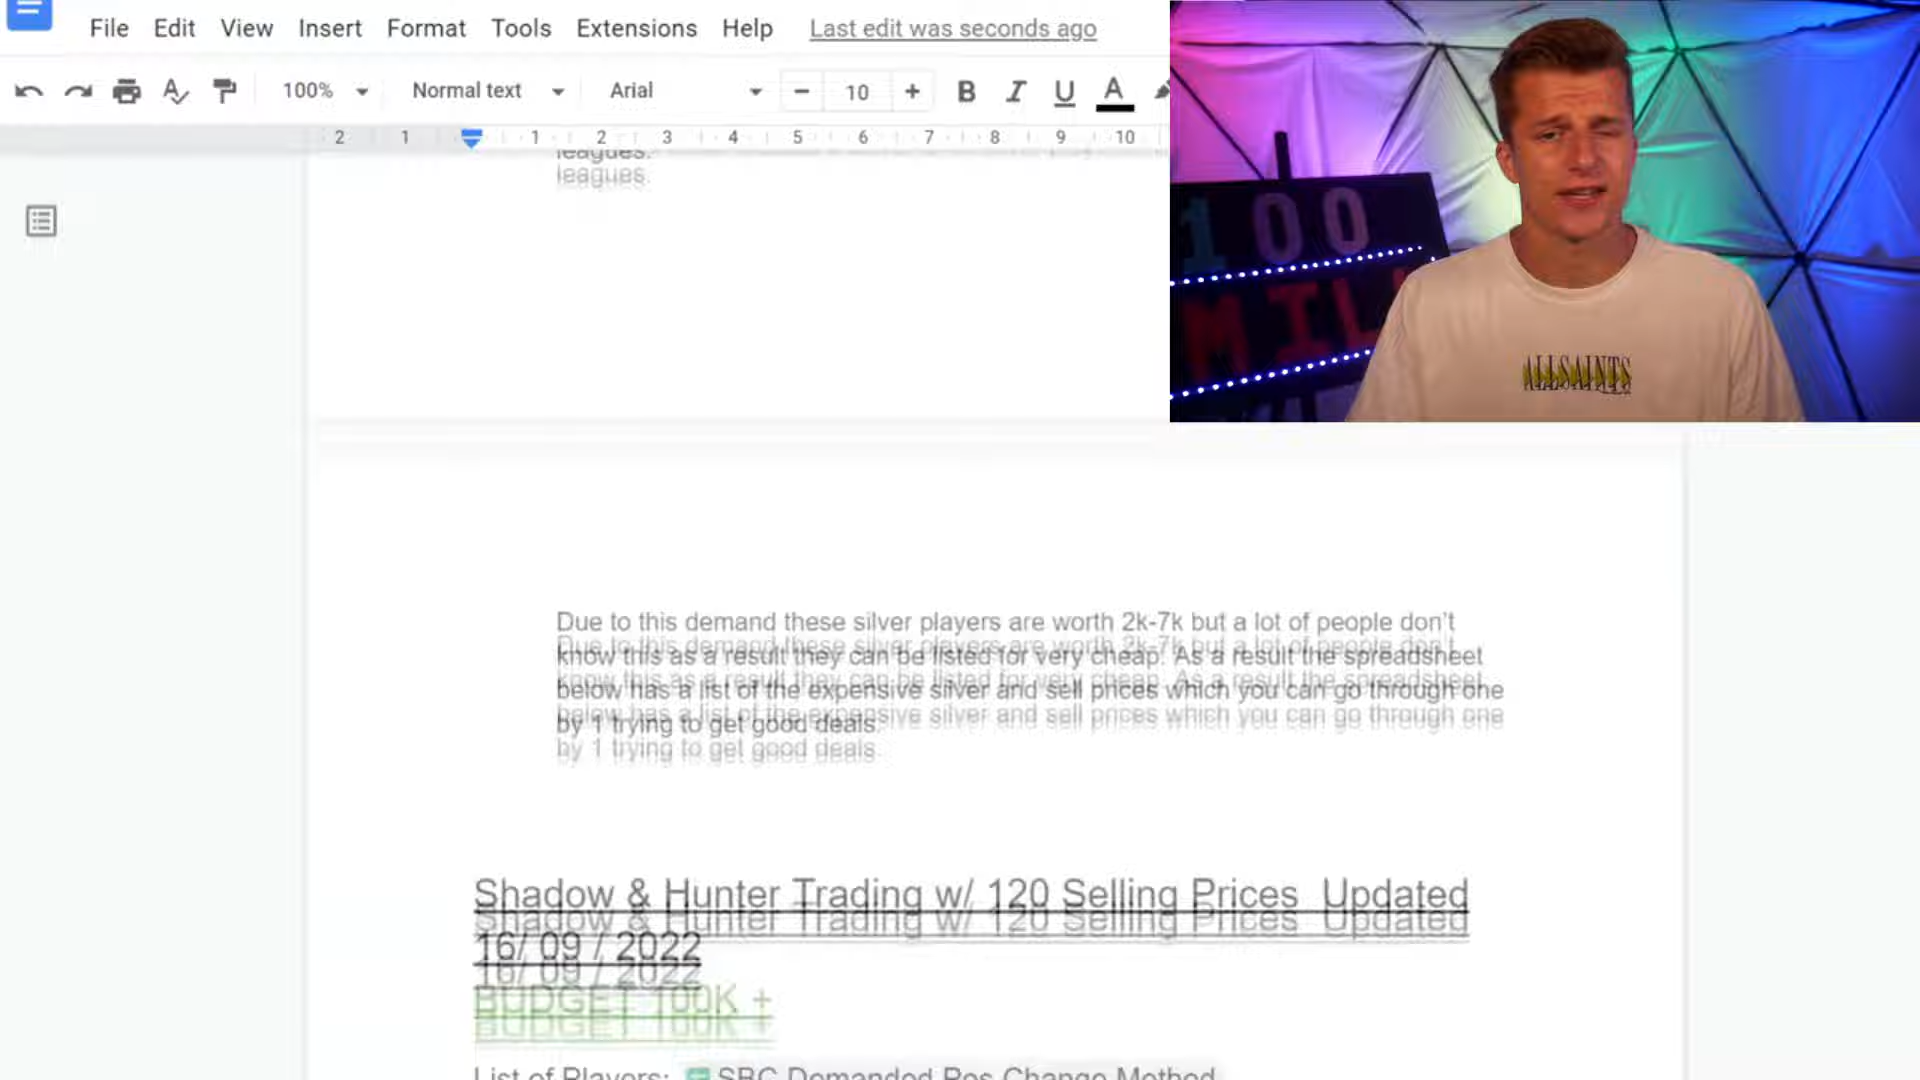 File Edit View Insert Format Tools Extensions Help Last edit was seconds ago
100% Normal text Arial 10 B I U A
2 1 1 2 3 4 5 6 7 8 9 10
leagues.
100
MIL
ALLSAINTS
Due to this demand these silver players are worth 2k-7k but a lot of people don't
know this as a result they can be listed for very cheap. As a result the spreadsheet
below has a list of the expensive silver and sell prices which you can go through one
by 1 trying to get good deals.
Shadow & Hunter Trading w/ 120 Selling Prices Updated
16/ 09 / 2022
BUDGET 100K +
List of Players: SBC Demanded Pos Change Method